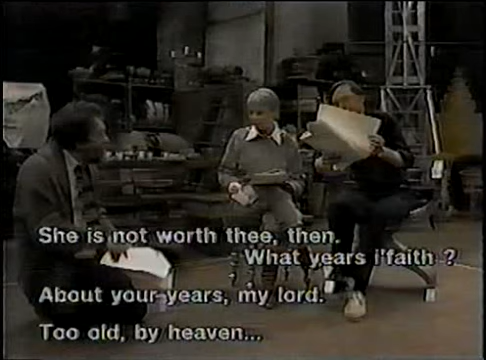 She is not worth thee, then.
What years i'faith ?
About your years, my lord.
Too old, by heaven...